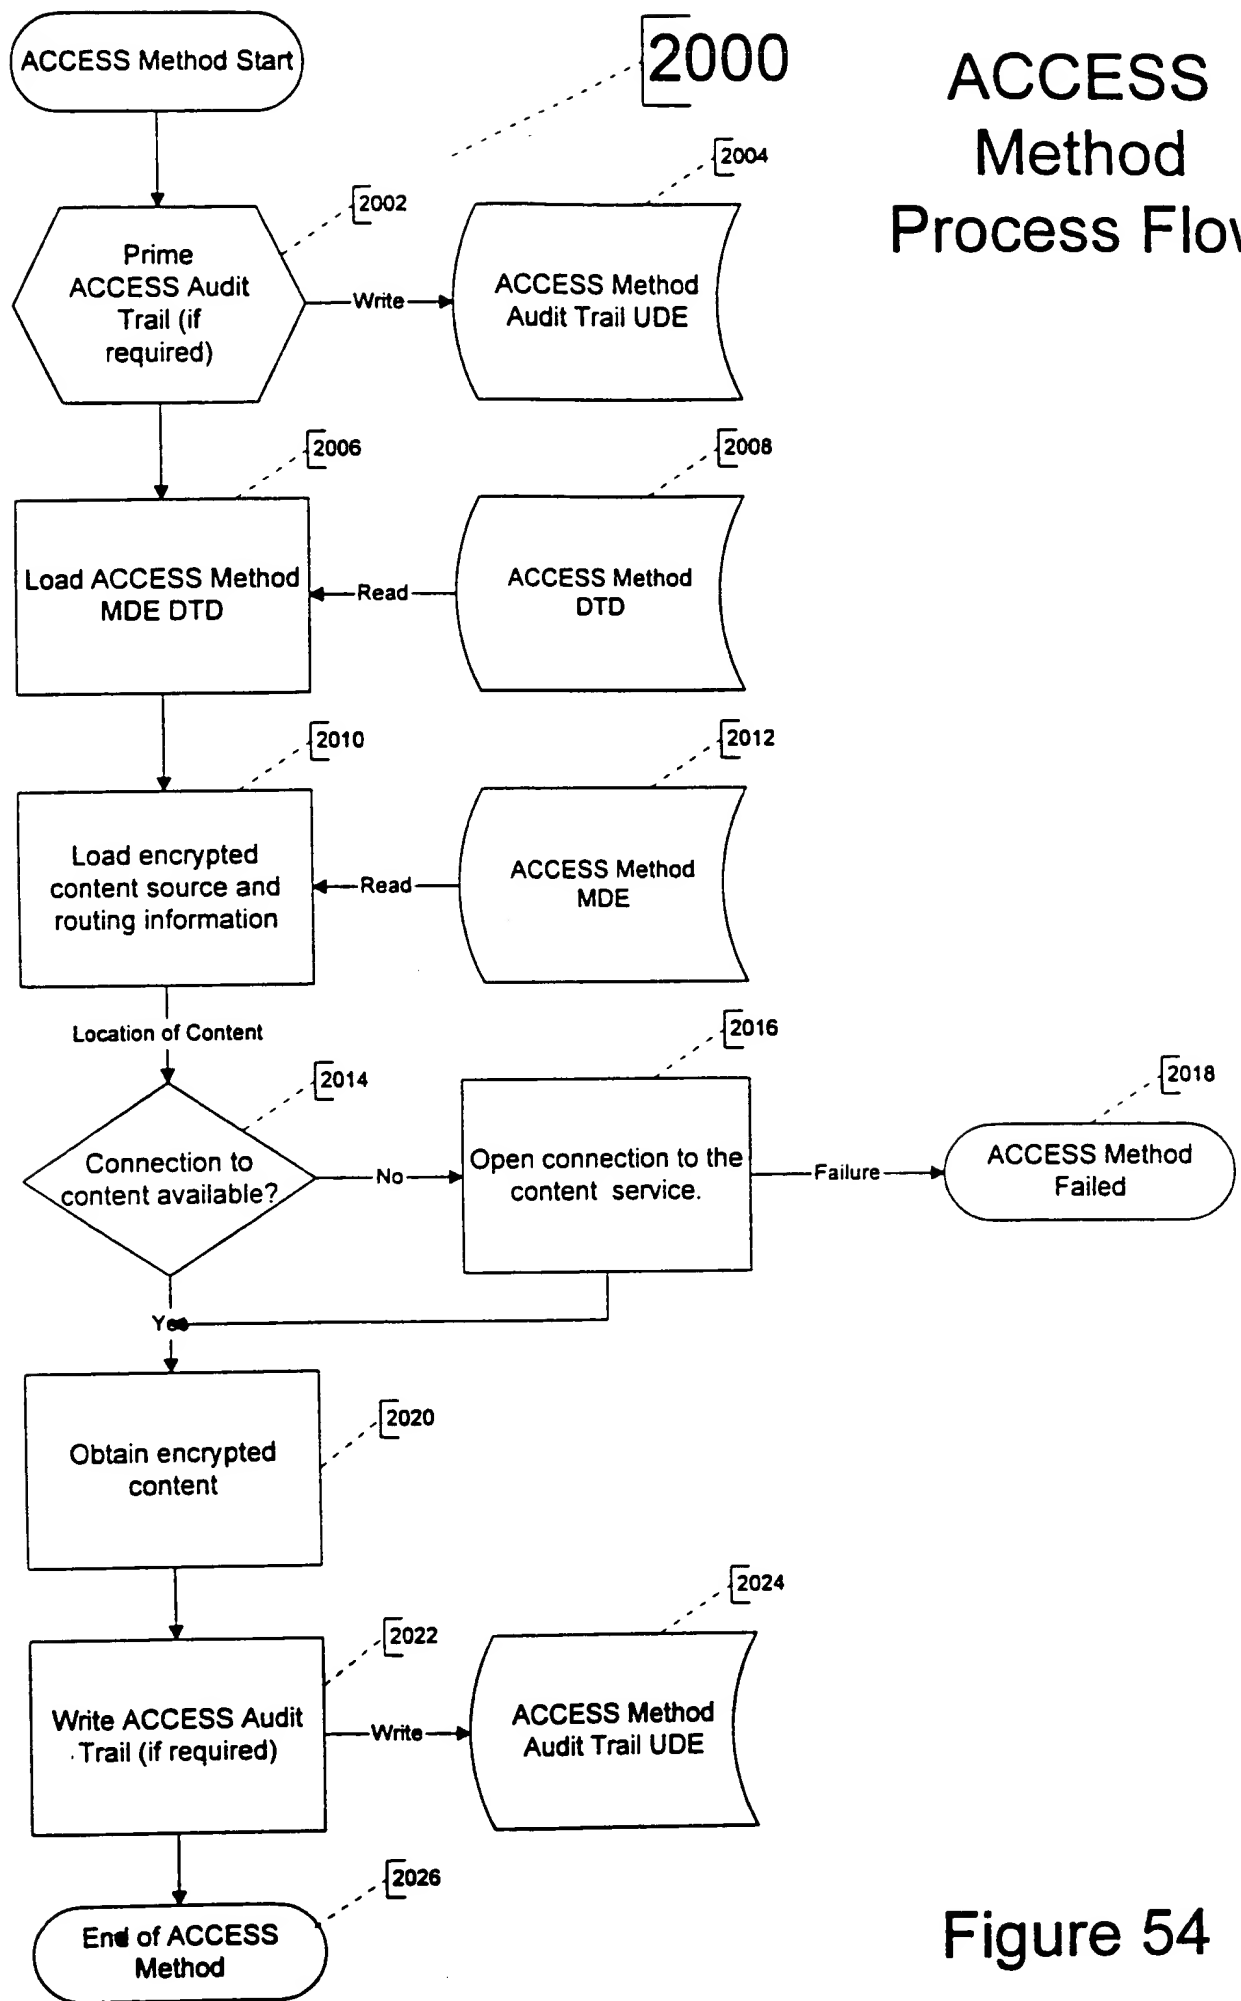 ACCESS Method Start
2000
ACCESS
Method
Process Flow
2004
2002
Prime
ACCESS Audit
Trail (if
required)
Write
ACCESS Method
Audit Trail UDE
2006
2008
Load ACCESS Method
MDE DTD
Read
ACCESS Method
DTD
2010
2012
Load encrypted
content source and
routing information
Read
ACCESS Method
MDE
Location of Content
2016
2014
2018
Connection to
content available?
No
Open connection to the
content service.
Failure
ACCESS Method
Failed
Yes
2020
Obtain encrypted
content
2024
2022
Write ACCESS Audit
Trail (if required)
Write
ACCESS Method
Audit Trail UDE
2026
End of ACCESS
Method
Figure 54